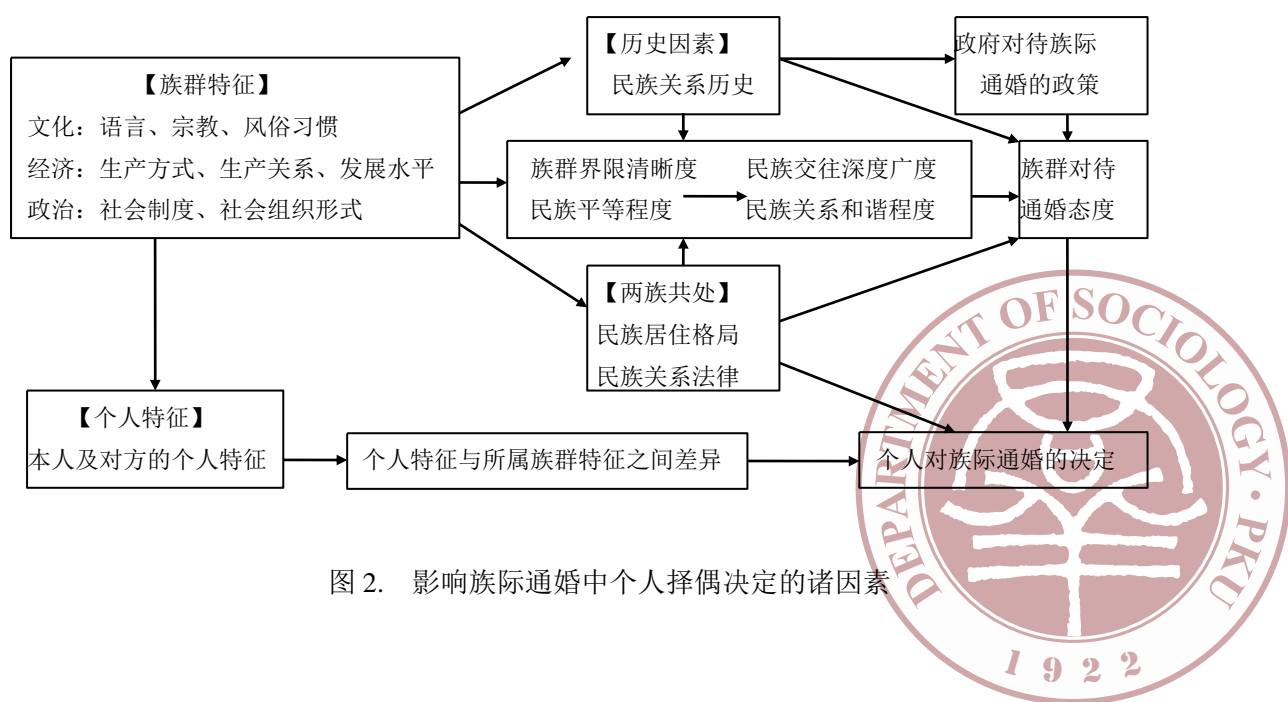 【族群特征】
文化：语言、宗教、风俗习惯
经济：生产方式、生产关系、发展水平
政治：社会制度、社会组织形式
【历史因素】
民族关系历史
政府对待族际
通婚的政策
族群界限清晰度 民族交往深度广度
民族平等程度 民族关系和谐程度
族群对待
通婚态度
【两族共处】
民族居住格局
民族关系法律
【个人特征】
本人及对方的个人特征
个人特征与所属族群特征之间差异
个人对族际通婚的决定
图 2. 影响族际通婚中个人择偶决定的诸因素
DEPARTMENT OF SOCIOLOGY·PKU
1922